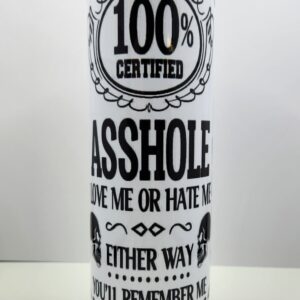 100%
CERTIFIED
ASSHOLE
LOVE ME OR HATE ME
EITHER WAY
YOU'LL REMEMBER ME